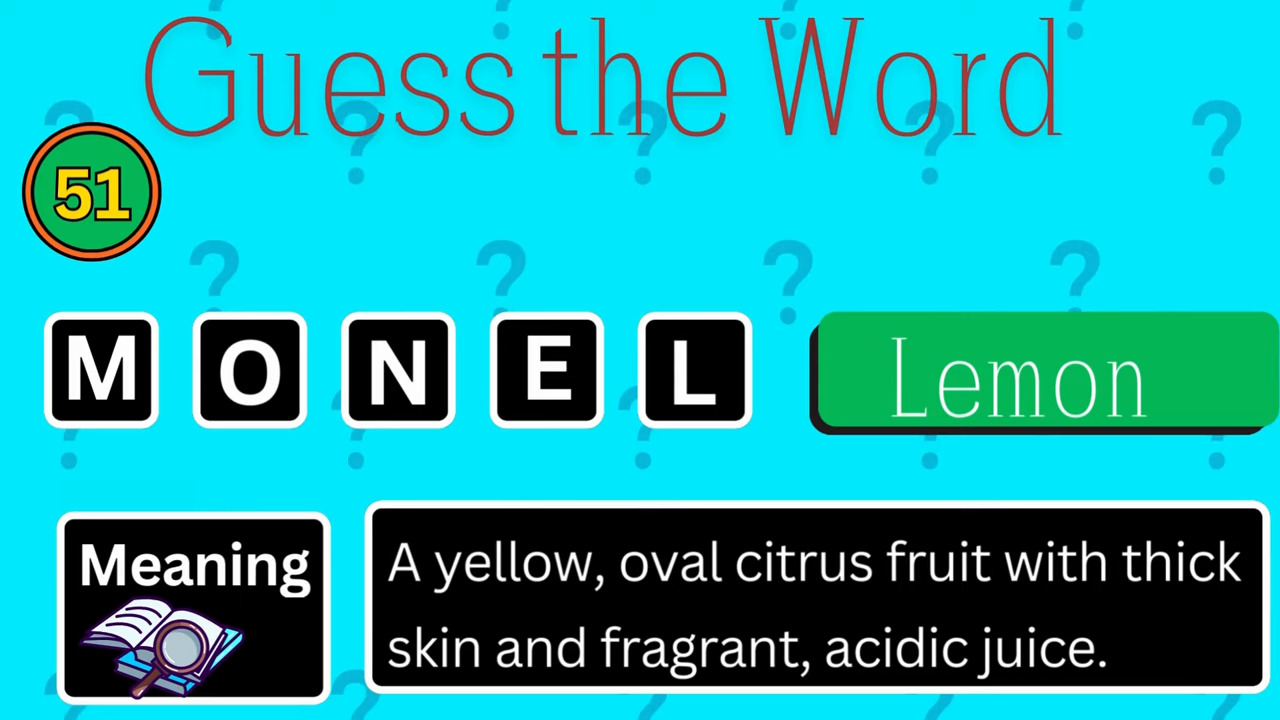 Guess the Word
51
M O N E L
Lemon
Meaning
A yellow, oval citrus fruit with thick
skin and fragrant, acidic juice.